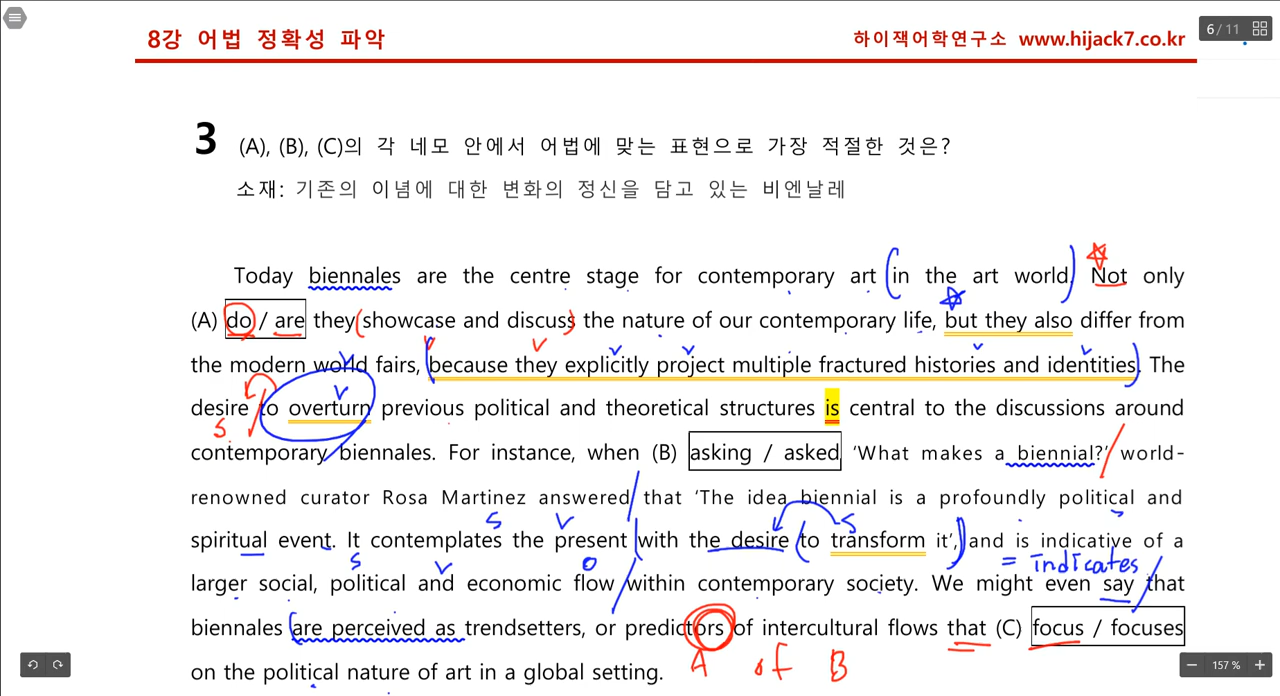 8강 어법 정확성 파악
하이잭어학연구소 www.hijack7.co.kr
6 / 11
3 (A), (B), (C)의 각 네모 안에서 어법에 맞는 표현으로 가장 적절한 것은?
소재: 기존의 이념에 대한 변화의 정신을 담고 있는 비엔날레
Today biennales are the centre stage for contemporary art in the art world. Not only
(A) do / are they showcase and discuss the nature of our contemporary life, but they also differ from
the modern world fairs, because they explicitly project multiple fractured histories and identities. The
desire to overturn previous political and theoretical structures is central to the discussions around
S
V
contemporary biennales. For instance, when (B) asking / asked 'What makes a biennial?' world-
renowned curator Rosa Martinez answered that 'The idea biennial is a profoundly political and
S V S
spiritual event. It contemplates the present with the desire to transform it', and is indicative of a
S V O = indicates
larger social, political and economic flow within contemporary society. We might even say that
biennales are perceived as trendsetters, or predictors of intercultural flows that (C) focus / focuses
A of B
on the political nature of art in a global setting.
157 %